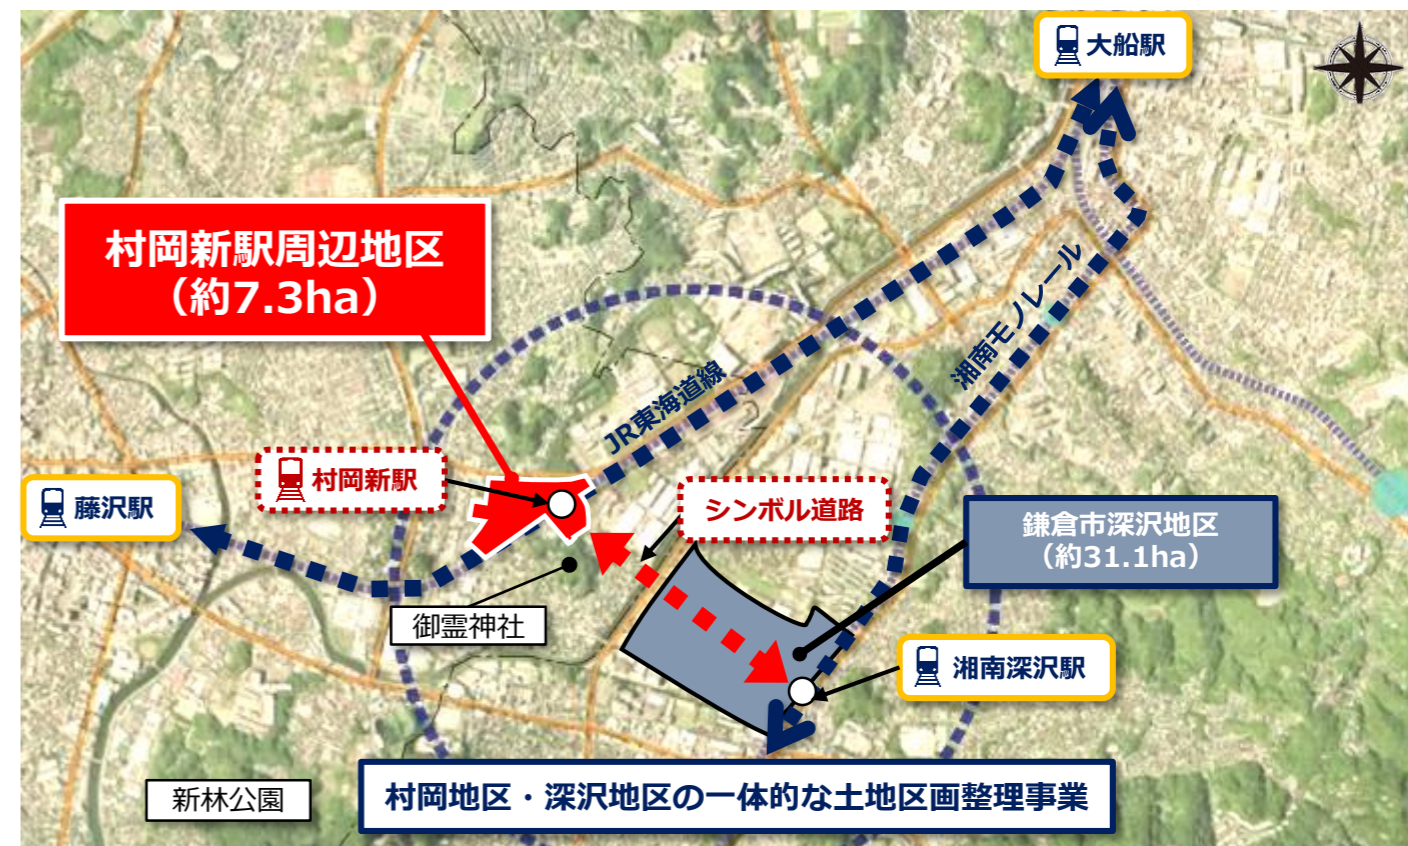 大船駅
村岡新駅周辺地区
（約7.3ha）
湘南モノレール
JR東海道線
2
村岡新駅
藤沢駅
シンボル道路
鎌倉市深沢地区
（約31.1ha）
御霊神社
湘南深沢駅
新林公園
村岡地区・深沢地区の一体的な土地区画整理事業